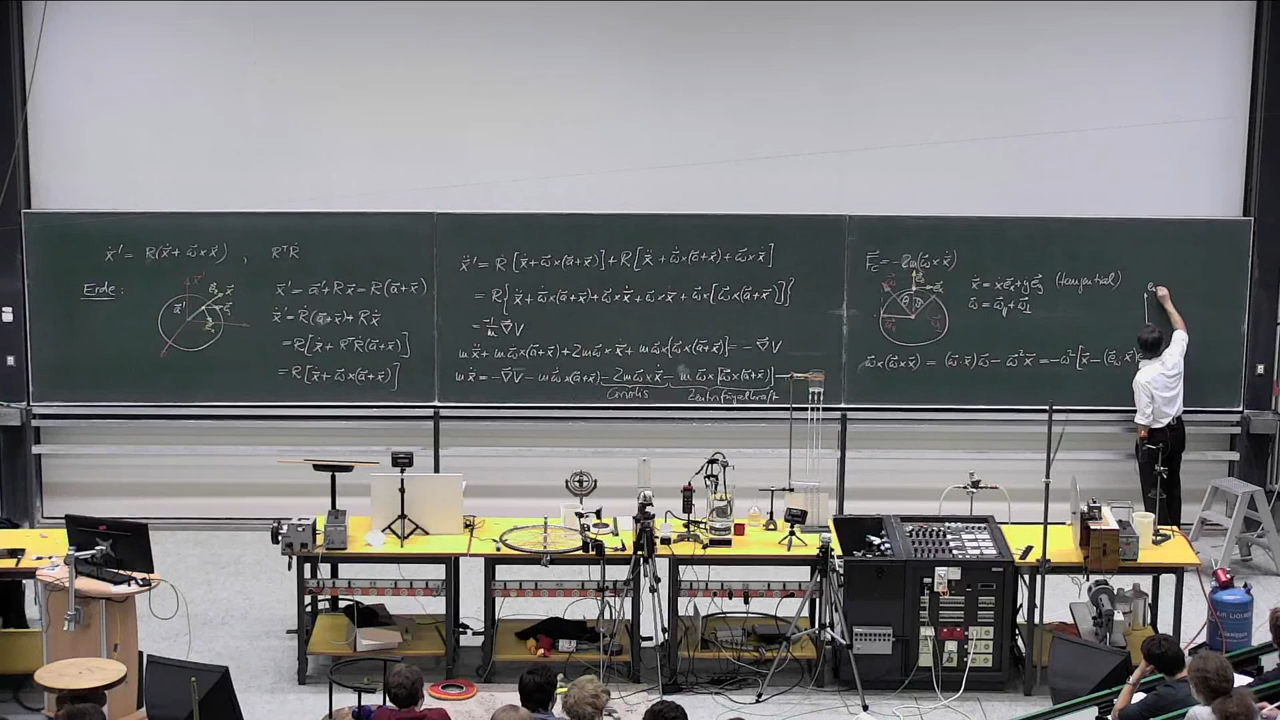 ẋ⃗' = R(ẋ⃗ + ω⃗×x⃗) , RᵀṘ
Erde:
x⃗' = a⃗' + Rx⃗ = R(a⃗+x⃗)
ẋ⃗' = Ṙ(a⃗+x⃗) + Rẋ⃗
= R[ẋ⃗ + RᵀṘ(a⃗+x⃗)]
= R[ẋ⃗ + ω⃗×(a⃗+x⃗)]
ẍ⃗' = Ṙ[ẋ⃗+ω⃗×(a⃗+x⃗)] + R[ẍ⃗ + ω̇⃗×(a⃗+x⃗) + ω⃗×ẋ⃗]
= R{ẍ⃗+ω̇⃗×(a⃗+x⃗)+ω⃗×ẋ⃗+ω⃗×ẋ⃗+ω⃗×[ω⃗×(a⃗+x⃗)]}
= -1/m ∇⃗V
mẍ⃗ + mω̇⃗×(a⃗+x⃗) + 2mω⃗×ẋ⃗ + mω⃗×[ω⃗×(a⃗+x⃗)] = -∇⃗V
mẍ⃗ = -∇⃗V - mω̇⃗×(a⃗+x⃗) - 2mω⃗×ẋ⃗ - mω⃗×[ω⃗×(a⃗+x⃗)]
Coriolis Zentrifugalkraft
F⃗c = -2m(ω⃗×ẋ⃗)
ẋ⃗ = ẋe⃗x + ẏe⃗y (tangential)
ω⃗ = ω⃗∥ + ω⃗⊥
ω⃗×(ω⃗×x⃗) = (ω⃗·x⃗)ω⃗ - ω⃗²x⃗ = -ω²[x⃗-(e⃗ω·x⃗)